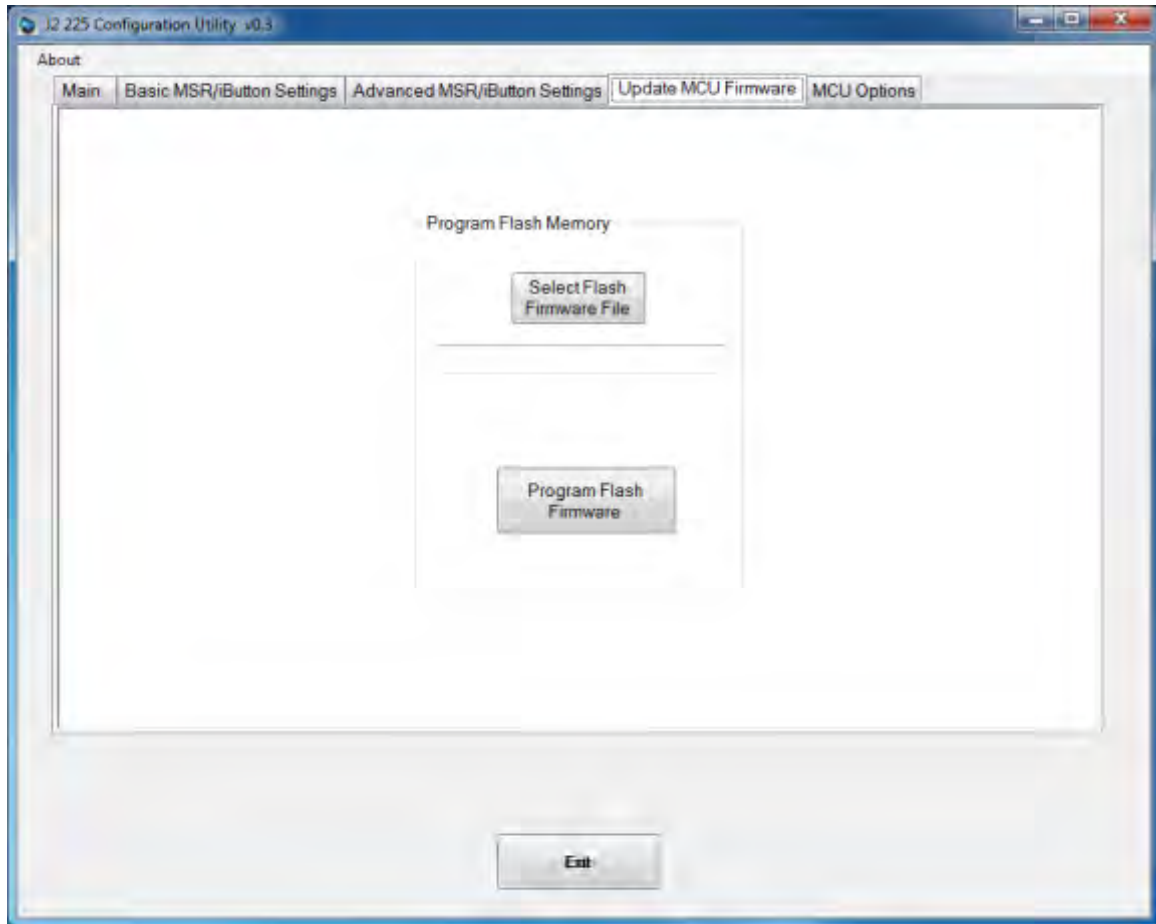 J2 225 Configuration Utility v0.3
About
Main Basic MSR/iButton Settings Advanced MSR/iButton Settings Update MCU Firmware MCU Options
Program Flash Memory
Select Flash
Firmware File
Program Flash
Firmware
Exit